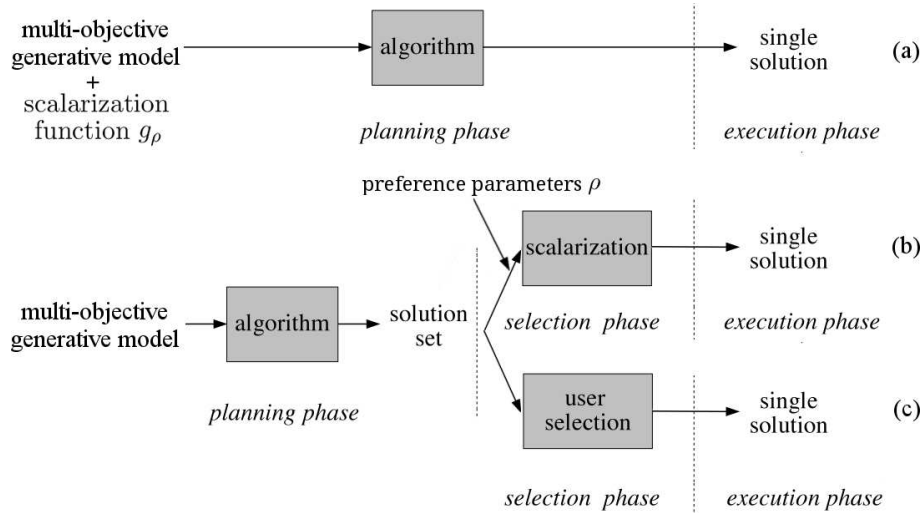 multi-objective
generative model
+
scalarization
function gρ
algorithm
planning phase
single
solution
execution phase
(a)
preference parameters ρ
multi-objective
generative model
algorithm
planning phase
solution
set
scalarization
selection phase
single
solution
execution phase
(b)
user
selection
selection phase
single
solution
execution phase
(c)